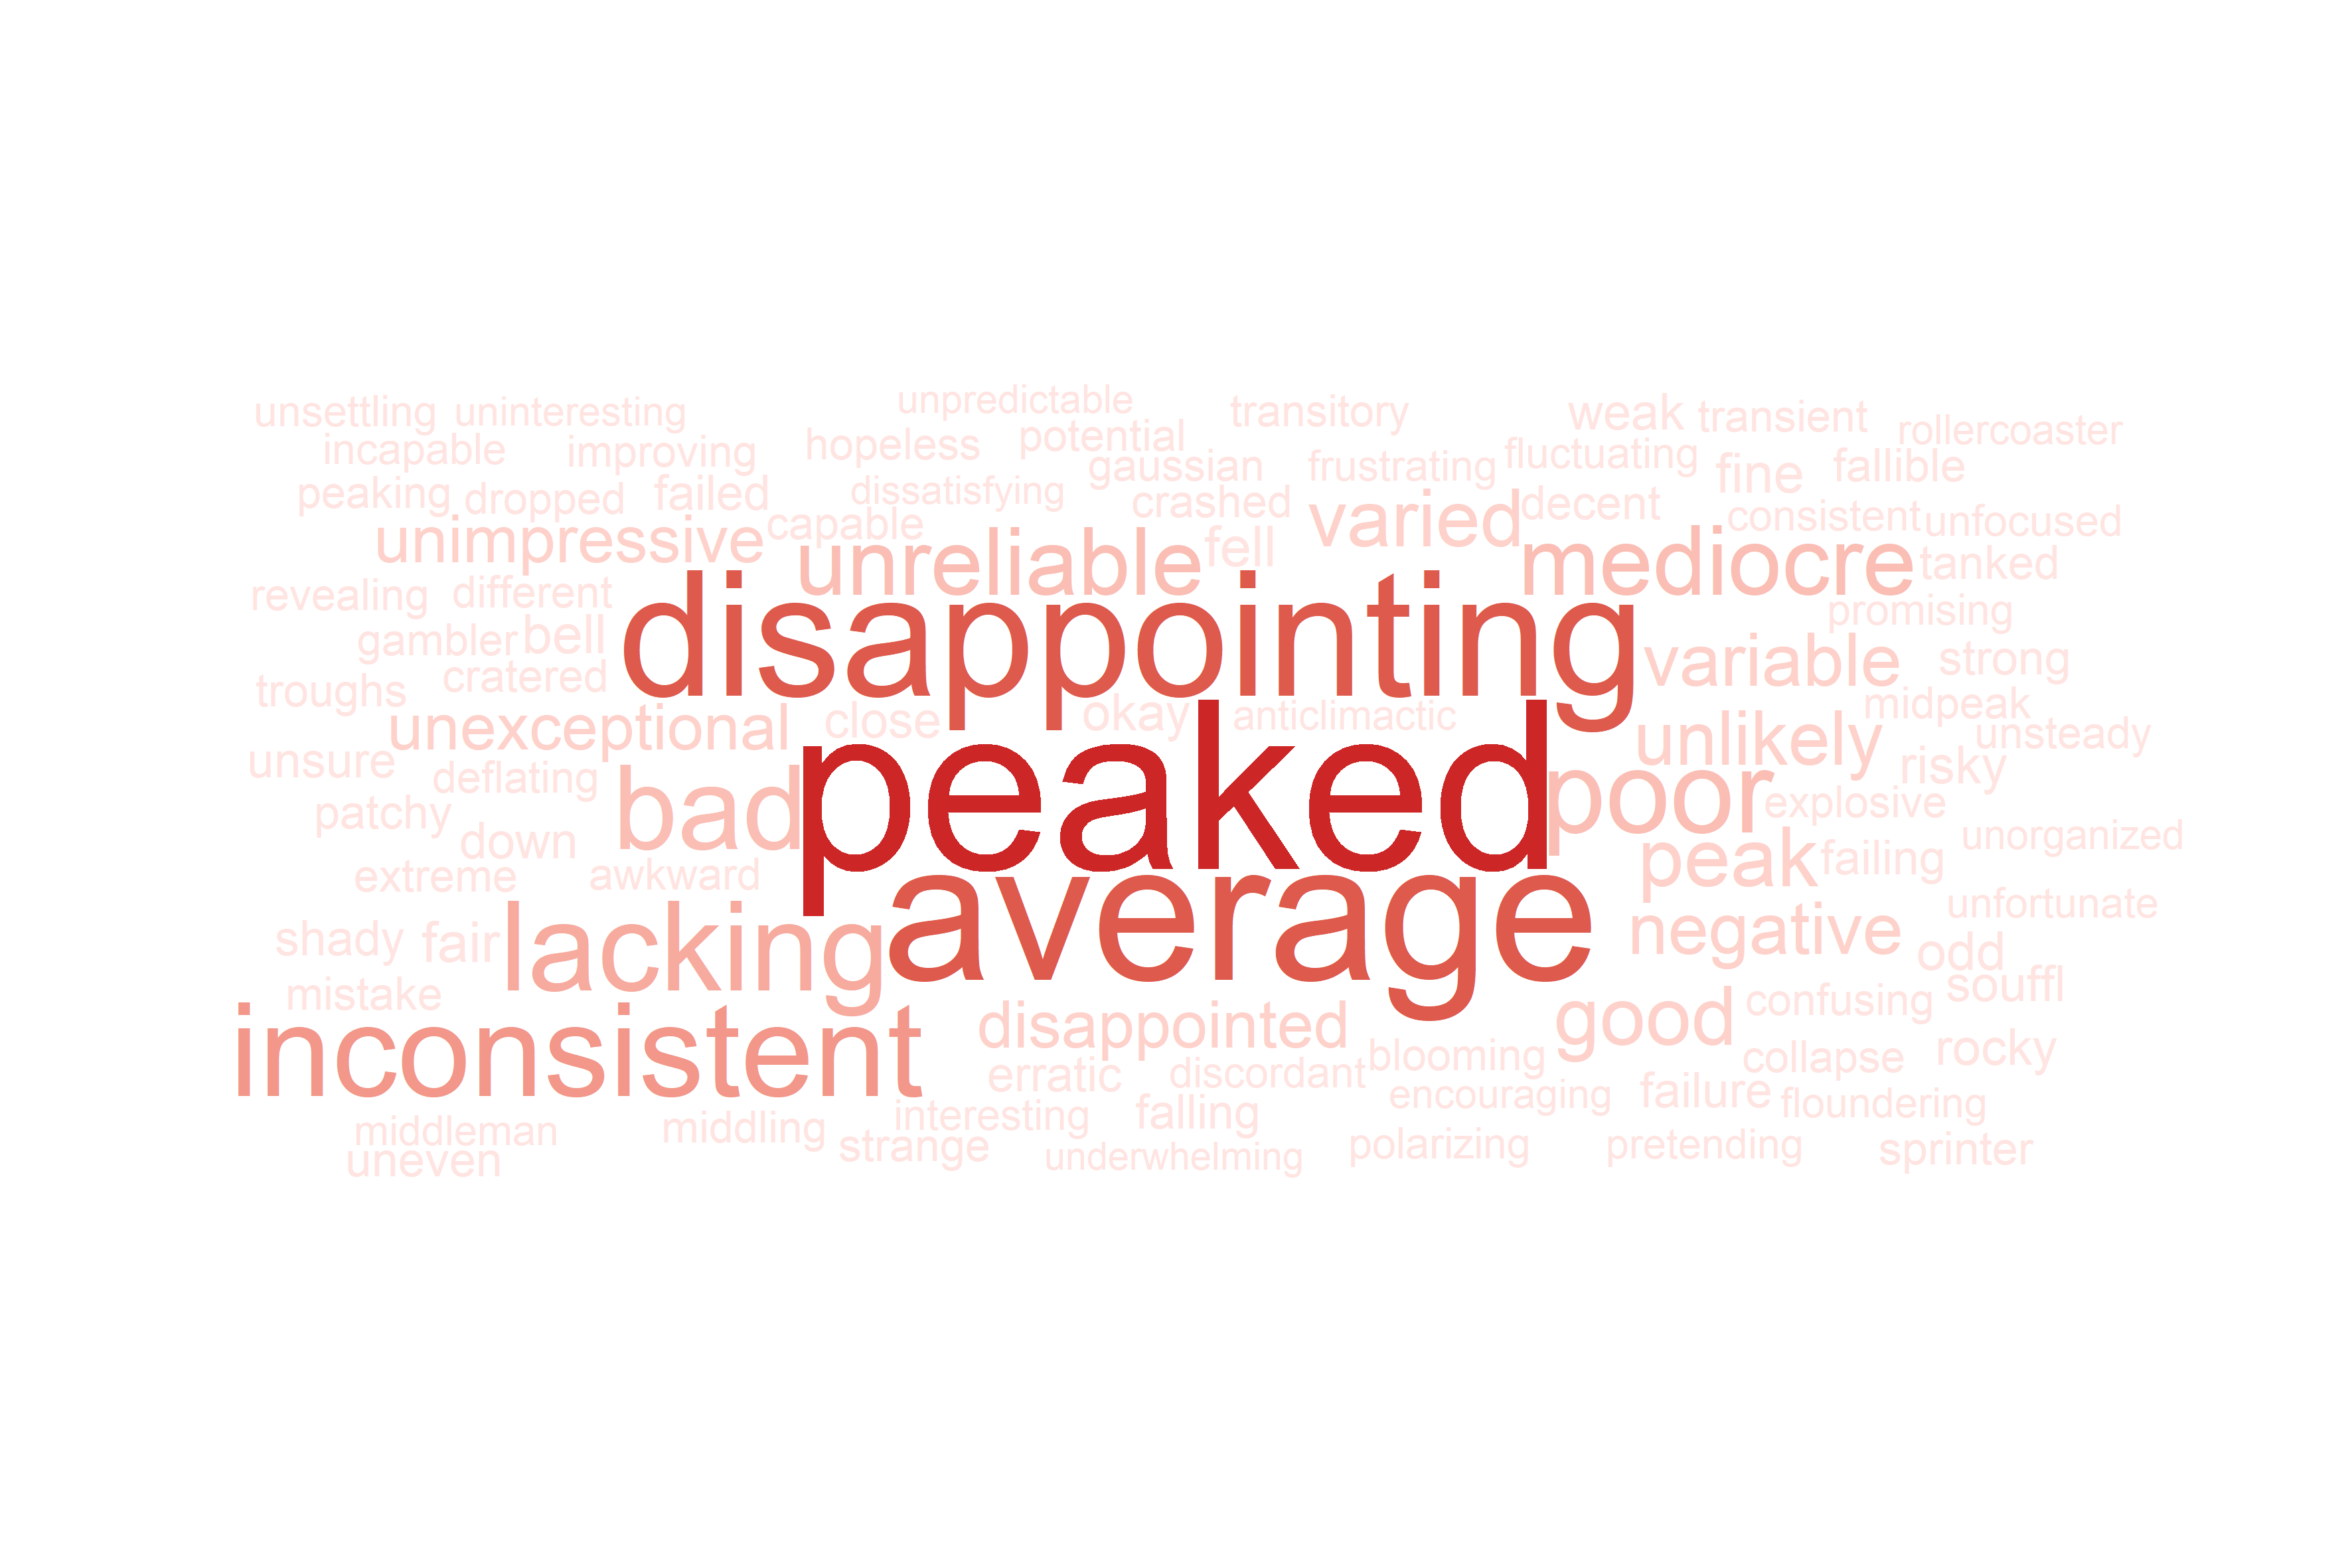 unsettling uninteresting unpredictable transitory weak transient rollercoaster
incapable improving hopeless potential gaussian frustrating fluctuating fine fallible
peaking dropped failed dissatisfying crashed varied decent consistent unfocused
unimpressive capable unreliable fell mediocre tanked
revealing different disappointing promising
gambler bell variable strong
troughs cratered midpeak
unexceptional close okay anticlimactic unlikely unsteady
unsure deflating bad peaked poor risky
patchy down explosive unorganized
extreme awkward peak failing
shady fair lacking average negative unfortunate odd
mistake inconsistent disappointed good confusing souffl
erratic discordant blooming collapse rocky
middleman middling interesting falling encouraging failure floundering
uneven strange underwhelming polarizing pretending sprinter